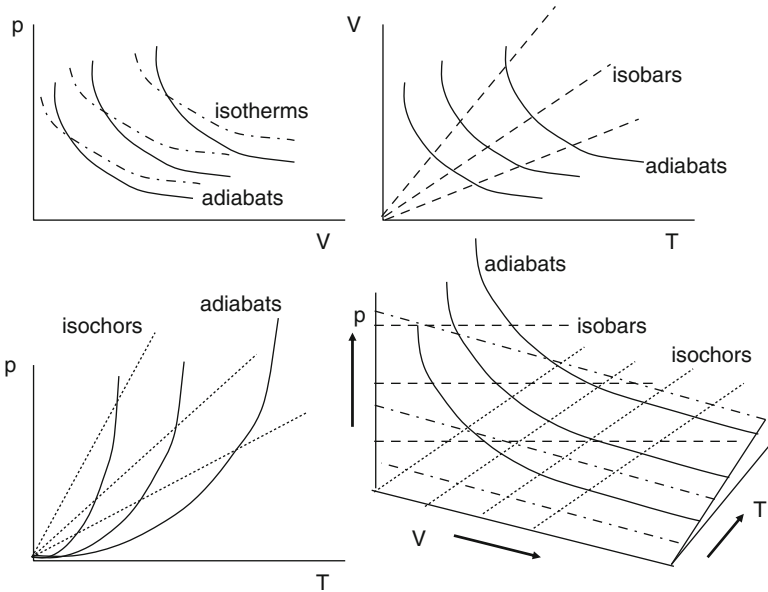 p
isotherms
adiabats
V
V
isobars
adiabats
T
isochors
adiabats
p
T
adiabats
p
isobars
isochors
V
T